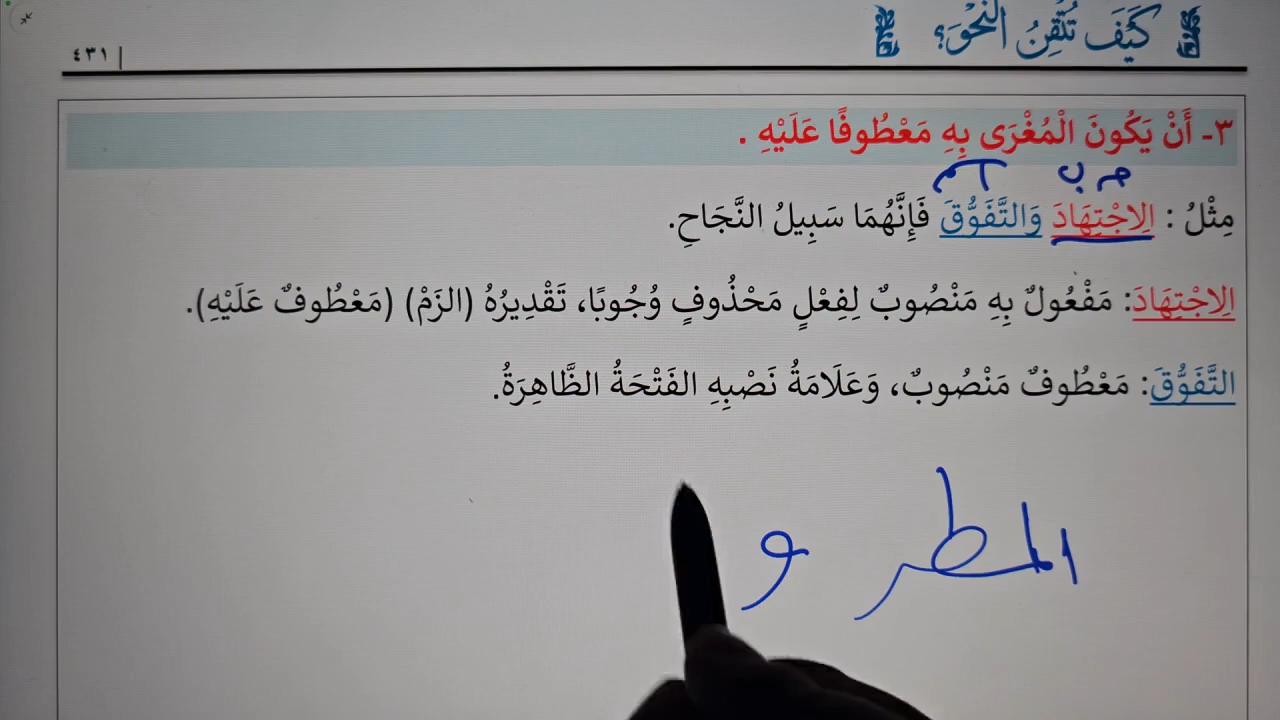 كَيْفَ تُتْقِنُ النَّحْوَ؟
| ٤٣١
٣- أَنْ يَكُونَ الْمُغْرَى بِهِ مَعْطُوفًا عَلَيْهِ .
مِثْلُ : الِاجْتِهَادَ وَالتَّفَوُّقَ فَإِنَّهُمَا سَبِيلُ النَّجَاحِ.
الِاجْتِهَادَ: مَفْعُولٌ بِهِ مَنْصُوبٌ لِفِعْلٍ مَحْذُوفٍ وُجُوبًا، تَقْدِيرُهُ (الزَمْ) (مَعْطُوفٌ عَلَيْهِ).
التَّفَوُّقَ: مَعْطُوفٌ مَنْصُوبٌ، وَعَلَامَةُ نَصْبِهِ الفَتْحَةُ الظَّاهِرَةُ.
المطر و